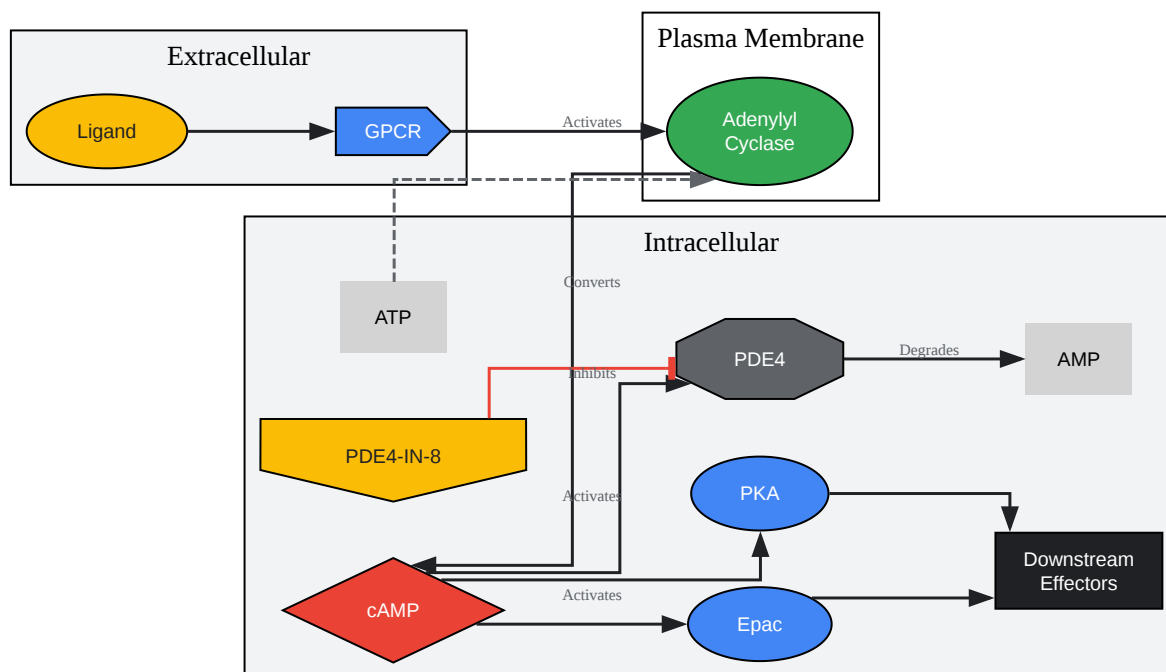 Extracellular
Plasma Membrane
Ligand
GPCR
Activates
Adenylyl
Cyclase
Intracellular
Converts
ATP
PDE4
Degrades
AMP
Inhibits
PDE4-IN-8
Activates
PKA
Downstream
Effectors
cAMP
Activates
Epac